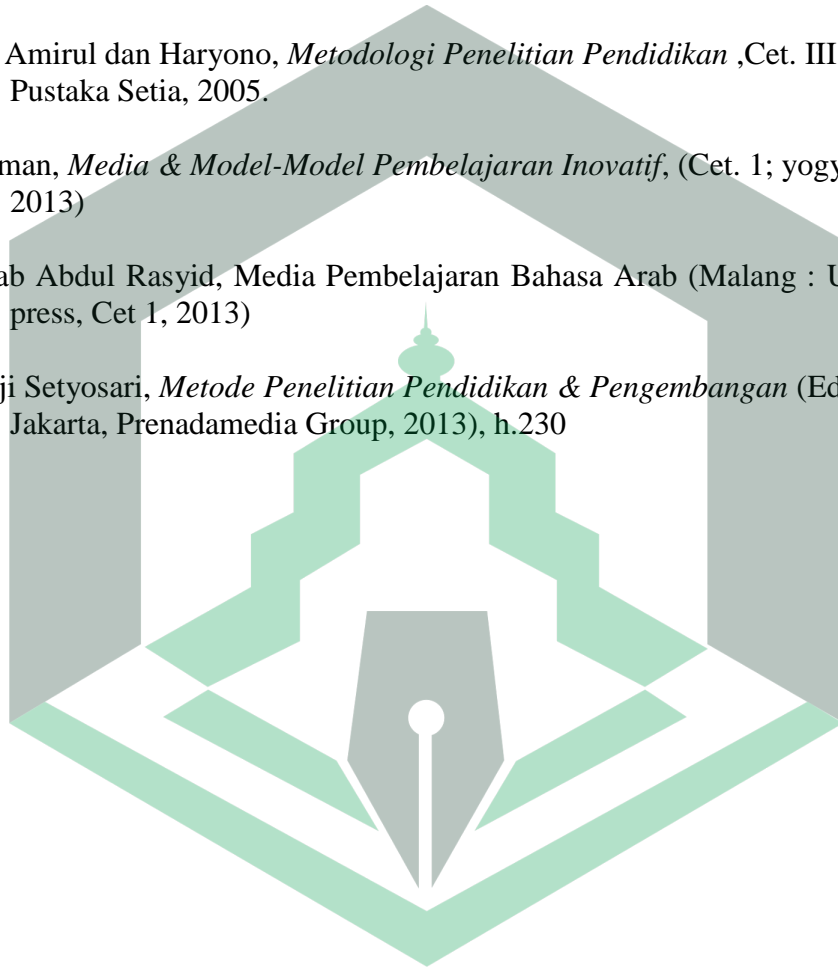 Amirul dan Haryono, Metodologi Penelitian Pendidikan ,Cet. III
Pustaka Setia, 2005.
man, Media & Model-Model Pembelajaran Inovatif, (Cet. 1; yogy
2013)
ab Abdul Rasyid, Media Pembelajaran Bahasa Arab (Malang : U
press, Cet 1, 2013)
ji Setyosari, Metode Penelitian Pendidikan & Pengembangan (Ed
Jakarta, Prenadamedia Group, 2013), h.230